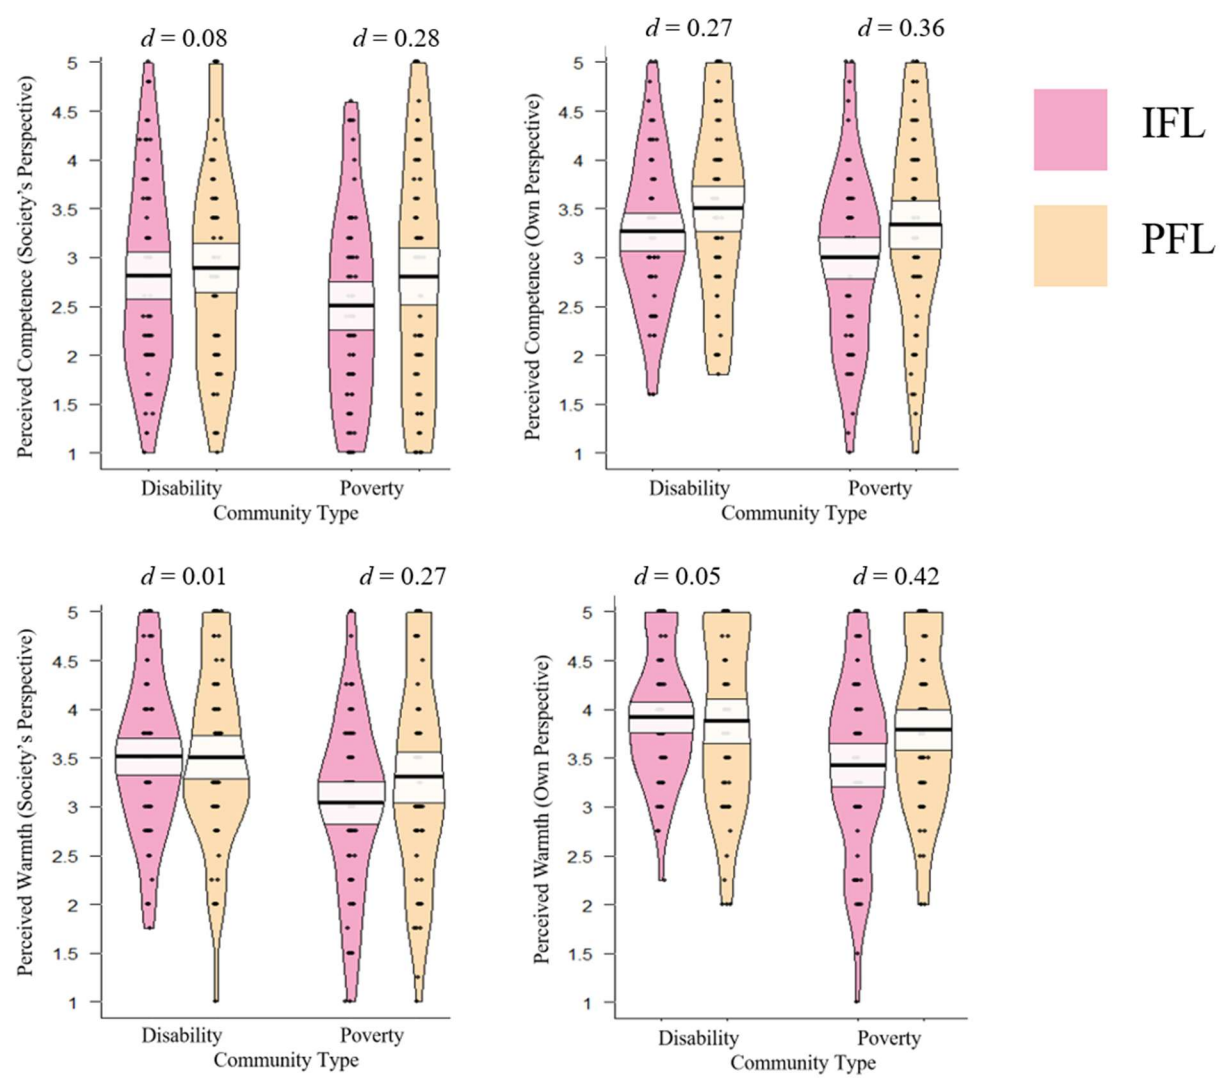 d = 0.08
d = 0.28
Perceived Competence (Society’s Perspective)
5
4.5
4
3.5
3
2.5
2
1.5
1
Disability
Poverty
Community Type
d = 0.27
d = 0.36
Perceived Competence (Own Perspective)
5
4.5
4
3.5
3
2.5
2
1.5
1
Disability
Poverty
Community Type
IFL
PFL
d = 0.01
d = 0.27
Perceived Warmth (Society’s Perspective)
5
4.5
4
3.5
3
2.5
2
1.5
1
Disability
Poverty
Community Type
d = 0.05
d = 0.42
Perceived Warmth (Own Perspective)
5
4.5
4
3.5
3
2.5
2
1.5
1
Disability
Poverty
Community Type